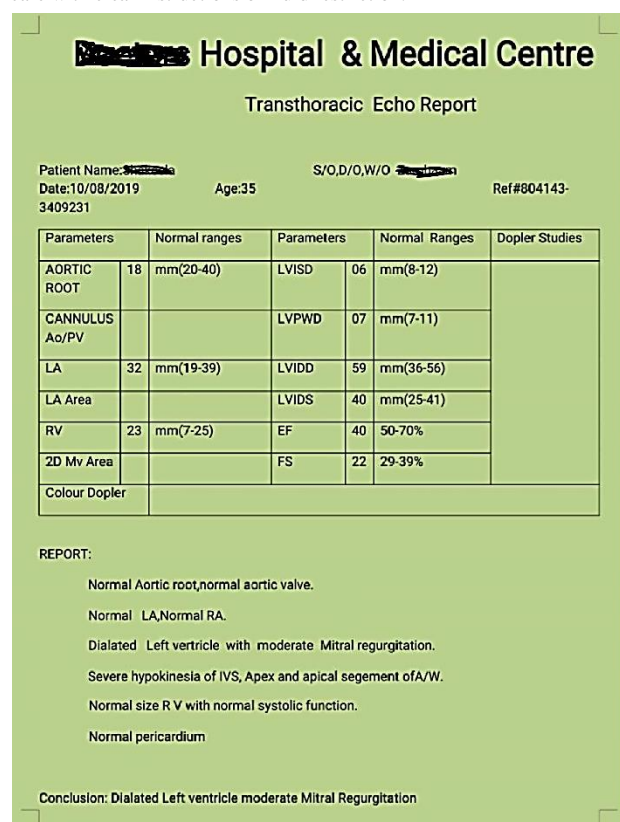 Hospital & Medical Centre
Transthoracic Echo Report
Patient Name: S/O,D/O,W/O
Date:10/08/2019 Age:35 Ref#804143-
3409231
Parameters Normal ranges Parameters Normal Ranges Dopler Studies
AORTIC 18 mm(20-40) LVISD 06 mm(8-12)
ROOT
CANNULUS LVPWD 07 mm(7-11)
Ao/PV
LA 32 mm(19-39) LVIDD 59 mm(36-56)
LA Area LVIDS 40 mm(25-41)
RV 23 mm(7-25) EF 40 50-70%
2D Mv Area FS 22 29-39%
Colour Dopler
REPORT:
Normal Aortic root,normal aortic valve.
Normal LA,Normal RA.
Dialated Left vertricle with moderate Mitral regurgitation.
Severe hypokinesia of IVS, Apex and apical segement ofA/W.
Normal size R V with normal systolic function.
Normal pericardium
Conclusion: Dialated Left ventricle moderate Mitral Regurgitation